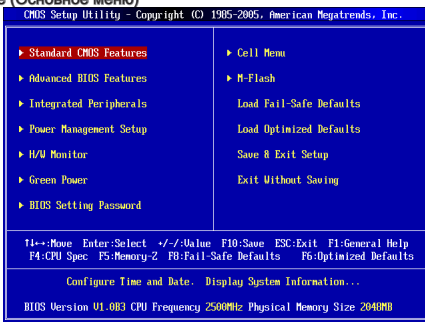 е (Основное меню)
CMOS Setup Utility - Copyright (C) 1985-2005, American Megatrends, Inc.
▶ Standard CMOS Features
▶ Advanced BIOS Features
▶ Integrated Peripherals
▶ Power Management Setup
▶ H/W Monitor
▶ Green Power
▶ BIOS Setting Password
▶ Cell Menu
▶ M-Flash
Load Fail-Safe Defaults
Load Optimized Defaults
Save & Exit Setup
Exit Without Saving
↑↓←→:Move Enter:Select +/-/:Value F10:Save ESC:Exit F1:General Help
F4:CPU Spec F5:Memory-Z F8:Fail-Safe Defaults F6:Optimized Defaults
Configure Time and Date. Display System Information...
BIOS Version V1.0B3 CPU Frequency 2500MHz Physical Memory Size 2048MB